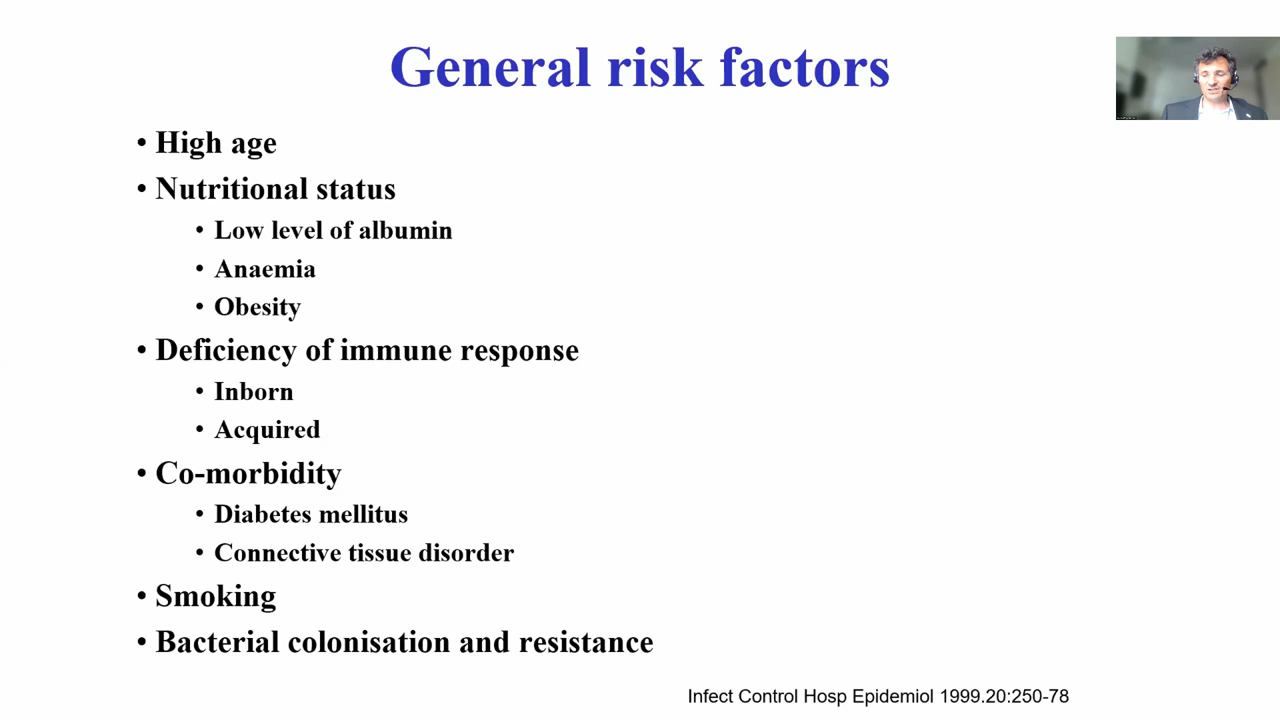 General risk factors
• High age
• Nutritional status
• Low level of albumin
• Anaemia
• Obesity
• Deficiency of immune response
• Inborn
• Acquired
• Co-morbidity
• Diabetes mellitus
• Connective tissue disorder
• Smoking
• Bacterial colonisation and resistance
Infect Control Hosp Epidemiol 1999.20:250-78